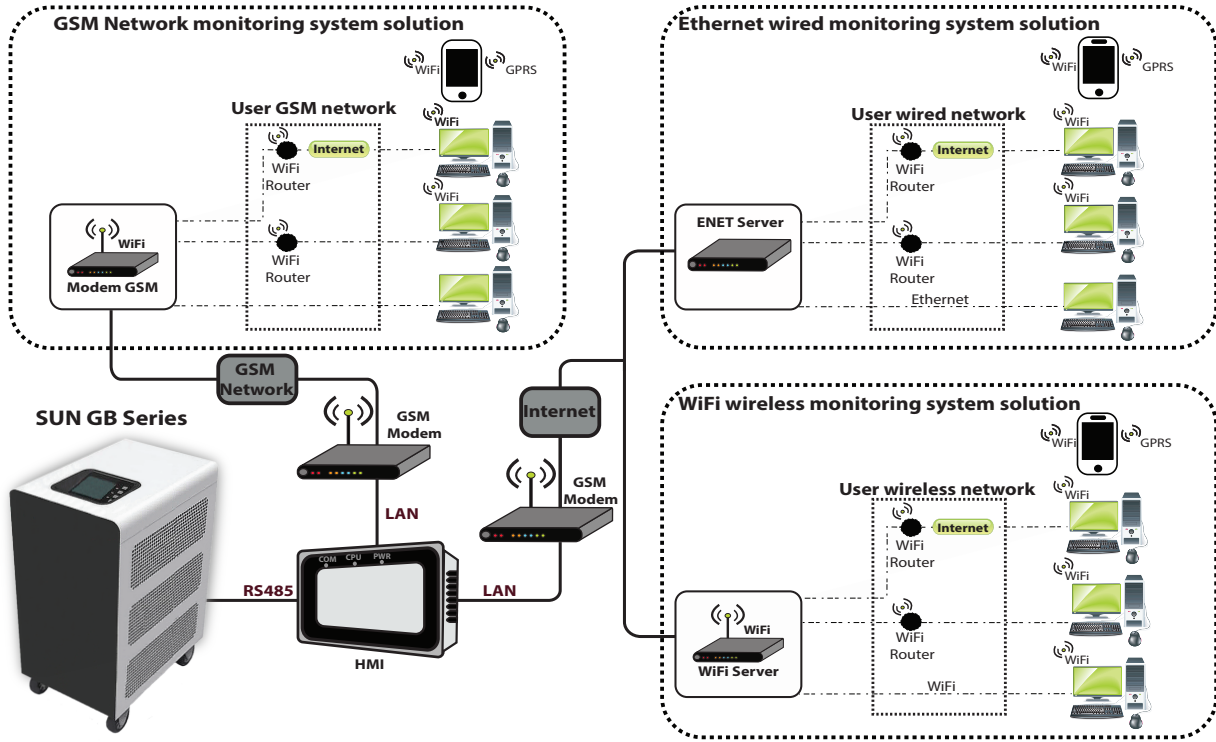 GSM Network monitoring system solution
WiFi
GPRS
User GSM network
WiFi
Internet
WiFi
Router
WiFi
WiFi
Router
WiFi
Modem GSM
GSM
Network
SUN GB Series
GSM
Modem
LAN
RS485
COM CPU PWR
HMI
LAN
Internet
GSM
Modem
Ethernet wired monitoring system solution
WiFi
GPRS
User wired network
WiFi
Internet
WiFi
Router
WiFi
ENET Server
WiFi
Router
Ethernet
WiFi wireless monitoring system solution
WiFi
GPRS
User wireless network
WiFi
Internet
WiFi
Router
WiFi
WiFi
WiFi Server
WiFi
Router
WiFi
WiFi